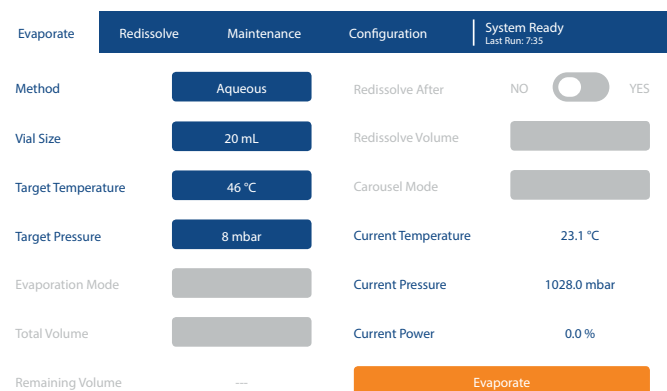 Evaporate Redissolve Maintenance Configuration System Ready
Last Run: 7:35
Method Aqueous Redissolve After NO YES
Vial Size 20 mL Redissolve Volume
Target Temperature 46 °C Carousel Mode
Target Pressure 8 mbar Current Temperature 23.1 °C
Evaporation Mode Current Pressure 1028.0 mbar
Total Volume Current Power 0.0 %
Remaining Volume --- Evaporate